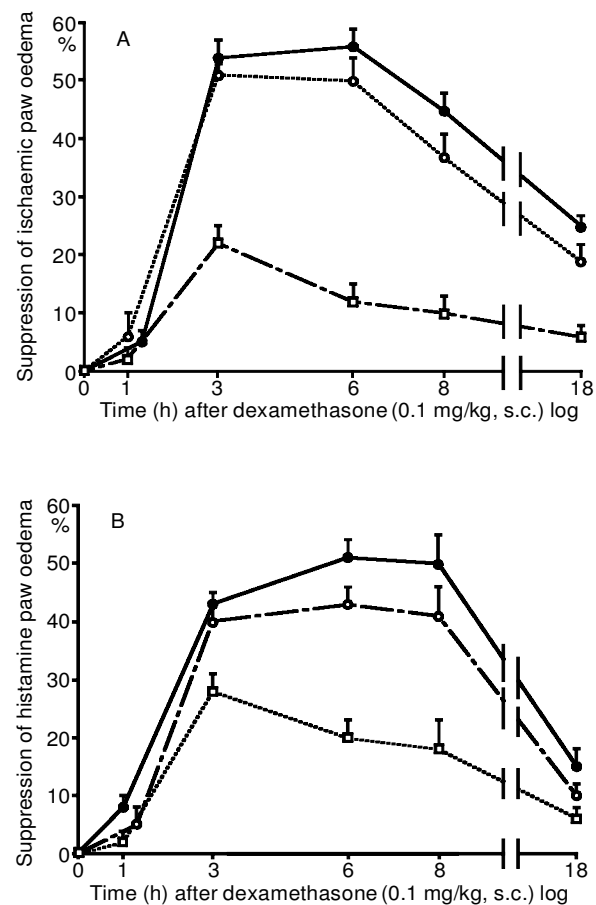 60
%
A
50
40
30
20
10
0
0 1 3 6 8 18
Suppression of ischaemic paw oedema
Time (h) after dexamethasone (0.1 mg/kg, s.c.) log
60
%
B
50
40
30
20
10
0
0 1 3 6 8 18
Suppression of histamine paw oedema
Time (h) after dexamethasone (0.1 mg/kg, s.c.) log